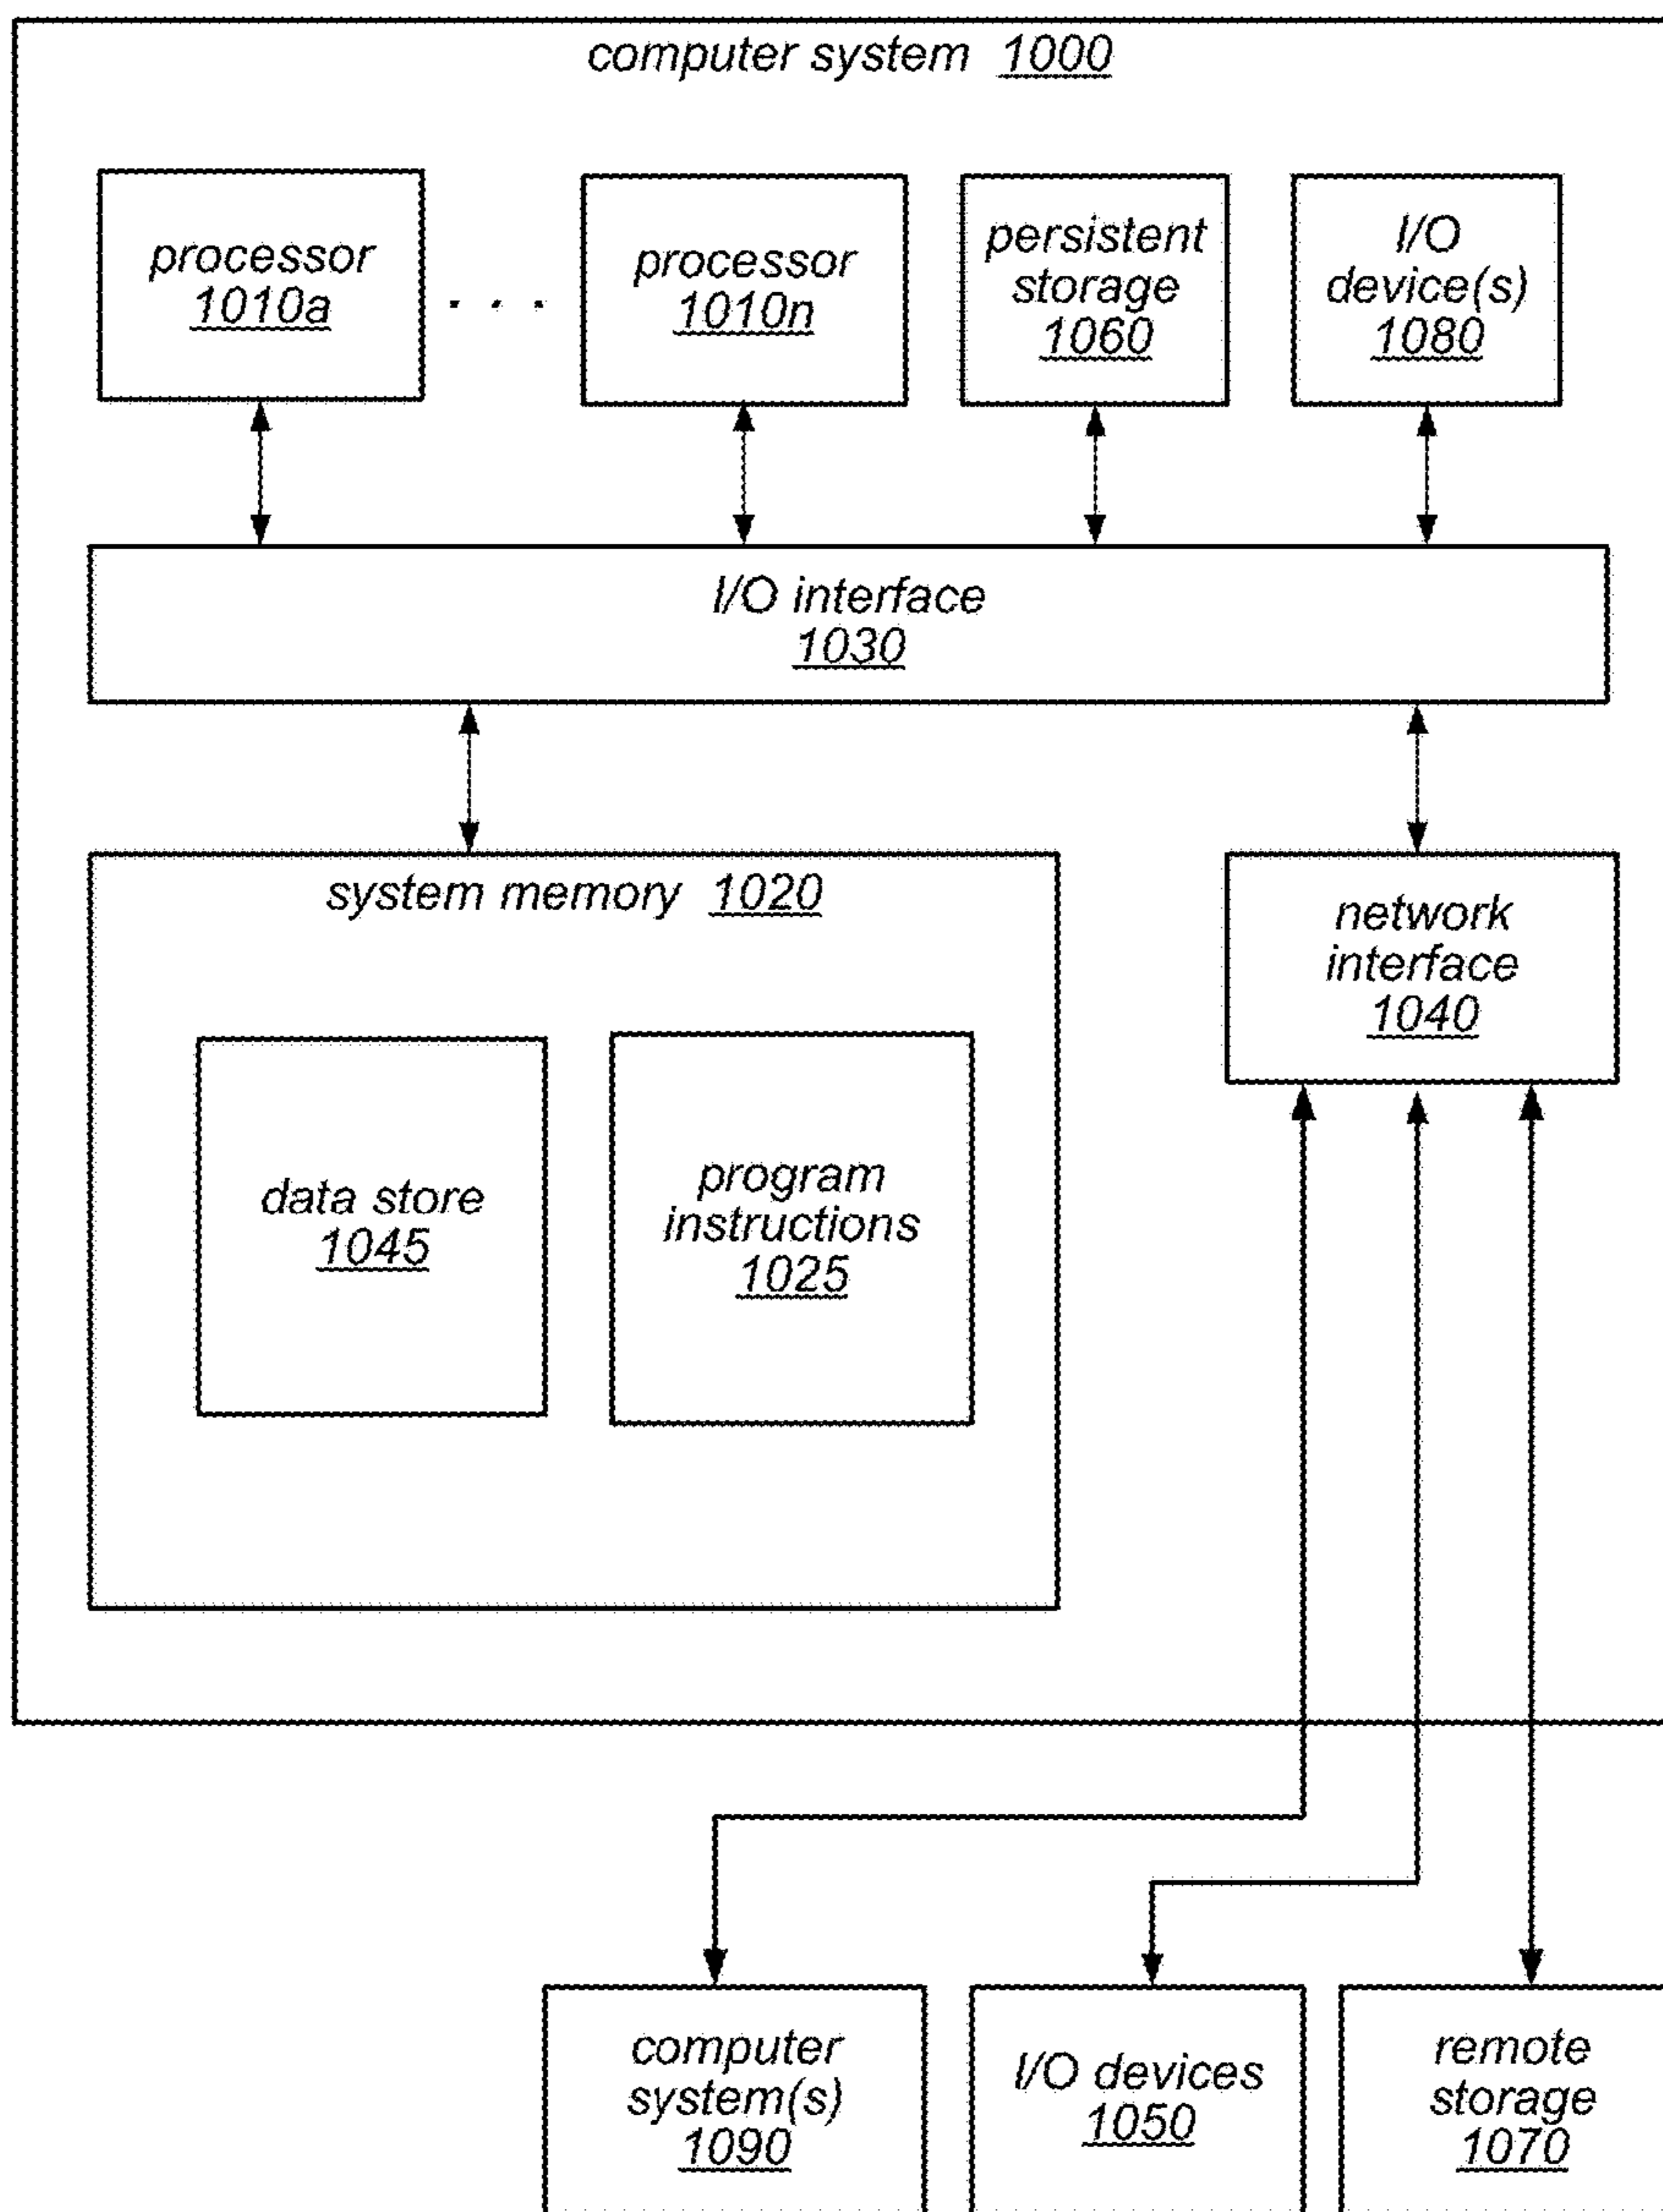 computer system 1000
processor
1010a
. . .
processor
1010n
persistent
storage
1060
I/O
device(s)
1080
I/O interface
1030
system memory 1020
data store
1045
program
instructions
1025
network
interface
1040
computer
system(s)
1090
I/O devices
1050
remote
storage
1070